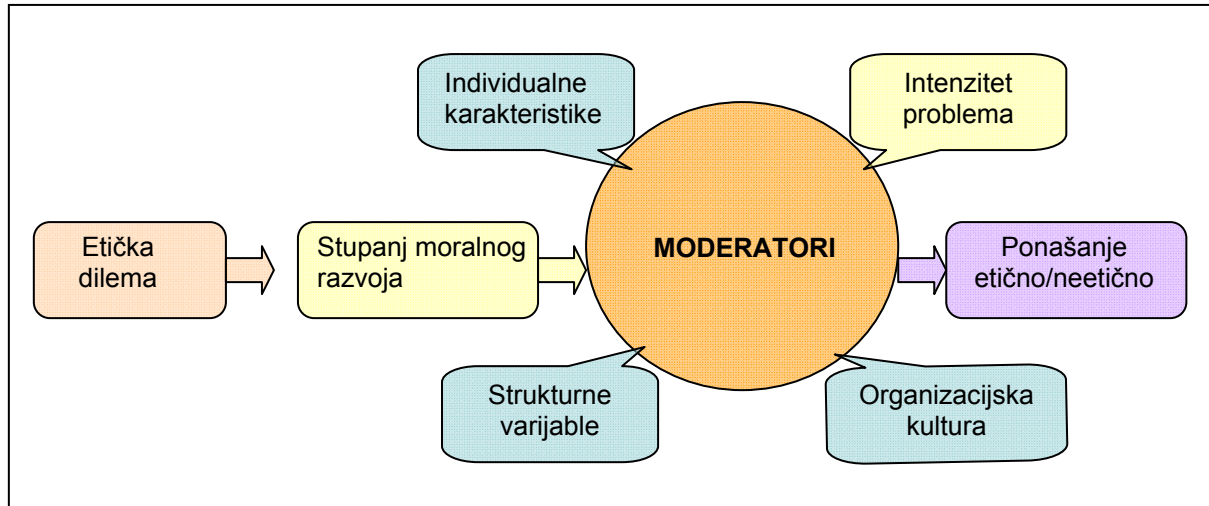 Individualne
karakteristike
Intenzitet
problema
Etička
dilema
Stupanj moralnog
razvoja
MODERATORI
Ponašanje
etično/neetično
Strukturne
varijable
Organizacijska
kultura